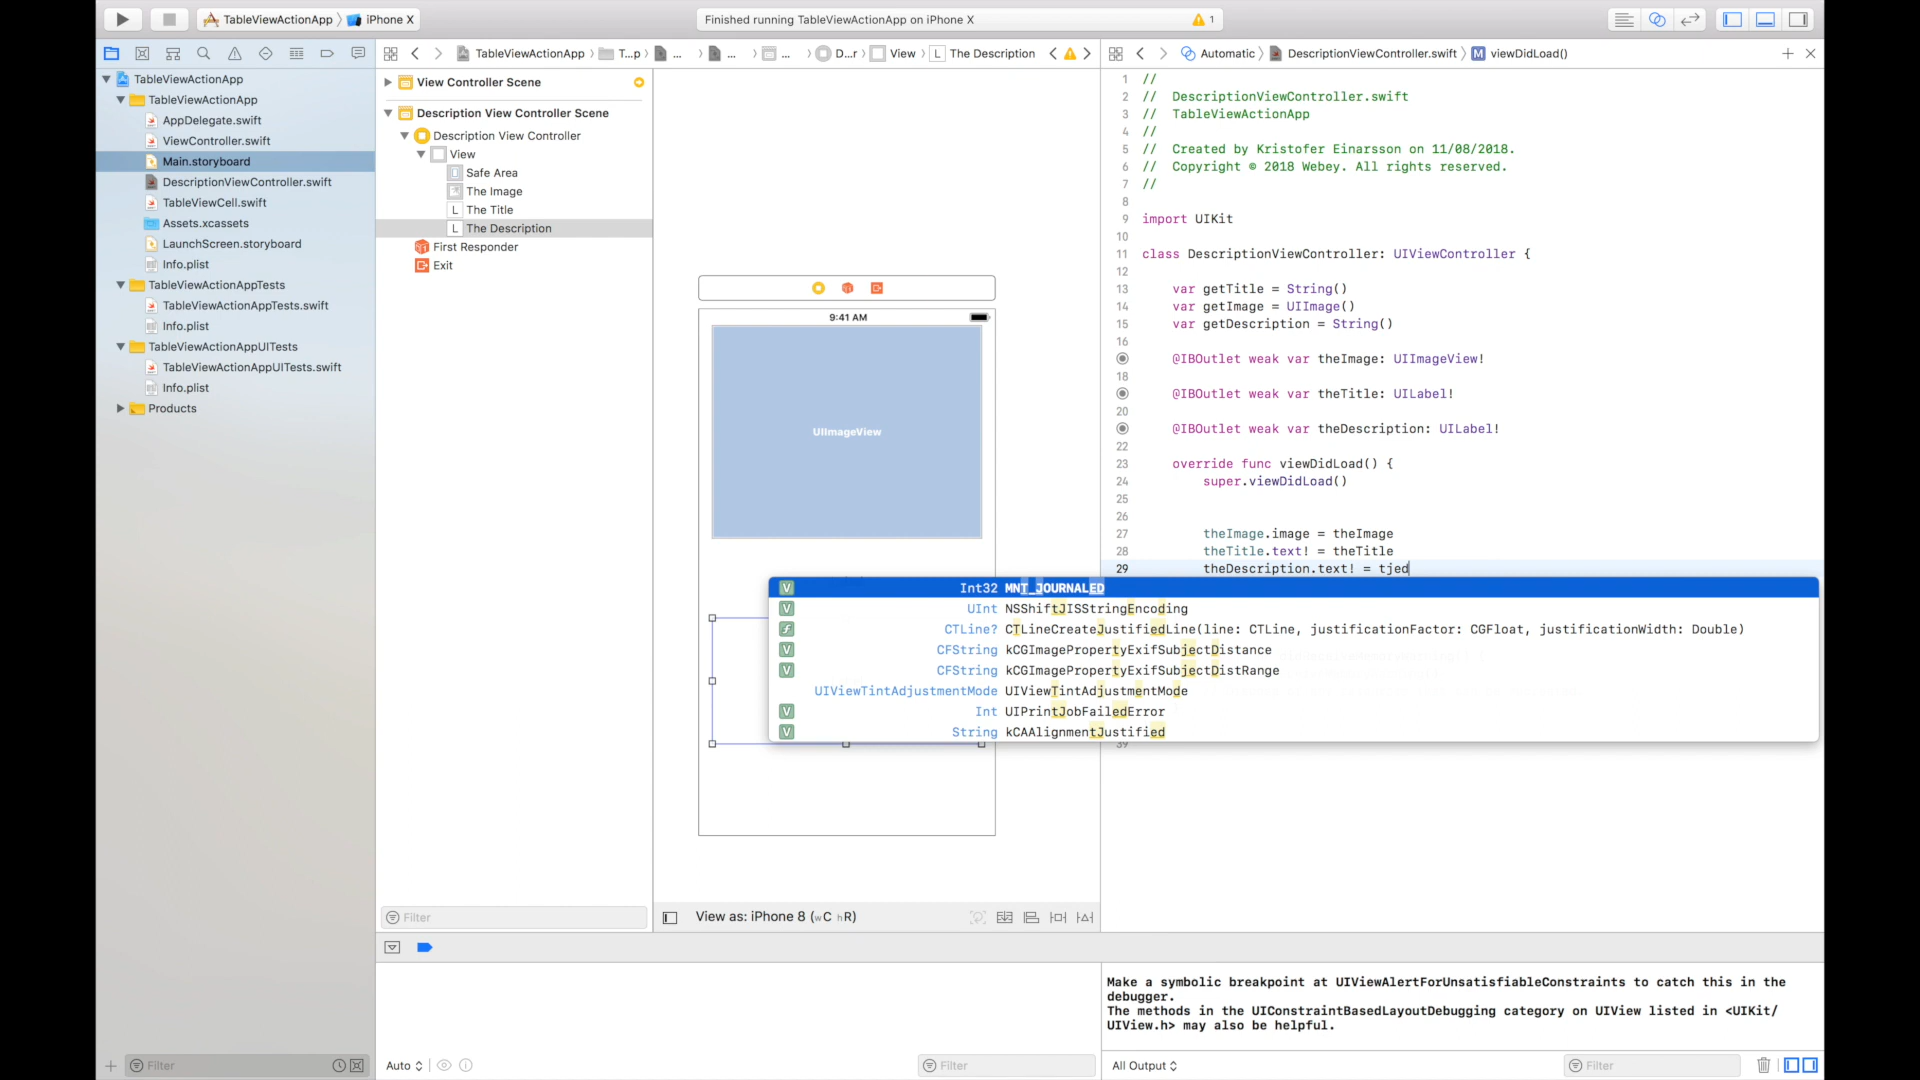 TableViewActionApp
iPhone X
Finished running TableViewActionApp on iPhone X
1
TableViewActionApp
T...p
...
...
...
D...r
View
L
The Description
Automatic
DescriptionViewController.swift
M
viewDidLoad()
TableViewActionApp
TableViewActionApp
AppDelegate.swift
ViewController.swift
Main.storyboard
DescriptionViewController.swift
TableViewCell.swift
Assets.xcassets
LaunchScreen.storyboard
Info.plist
TableViewActionAppTests
TableViewActionAppTests.swift
Info.plist
TableViewActionAppUITests
TableViewActionAppUITests.swift
Info.plist
Products
View Controller Scene
Description View Controller Scene
Description View Controller
View
Safe Area
The Image
L The Title
L The Description
First Responder
Exit
9:41 AM
UIImageView
1 //
2 //  DescriptionViewController.swift
3 //  TableViewActionApp
4 //
5 //  Created by Kristofer Einarsson on 11/08/2018.
6 //  Copyright © 2018 Webey. All rights reserved.
7 //
8
9 import UIKit
10
11 class DescriptionViewController: UIViewController {
12
13     var getTitle = String()
14     var getImage = UIImage()
15     var getDescription = String()
16
@IBOutlet weak var theImage: UIImageView!
18
@IBOutlet weak var theTitle: UILabel!
20
@IBOutlet weak var theDescription: UILabel!
22
23     override func viewDidLoad() {
24         super.viewDidLoad()
25
26
27         theImage.image = theImage
28         theTitle.text! = theTitle
29         theDescription.text! = tjed
V Int32 MNT_JOURNALED
V UInt NSShiftJISStringEncoding
f CTLine? CTLineCreateJustifiedLine(line: CTLine, justificationFactor: CGFloat, justificationWidth: Double)
V CFString kCGImagePropertyExifSubjectDistance
V CFString kCGImagePropertyExifSubjectDistRange
UIViewTintAdjustmentMode UIViewTintAdjustmentMode
V Int UIPrintJobFailedError
V String kCAAlignmentJustified
39
Filter
View as: iPhone 8 (wC hR)
Make a symbolic breakpoint at UIViewAlertForUnsatisfiableConstraints to catch this in the
debugger.
The methods in the UIConstraintBasedLayoutDebugging category on UIView listed in <UIKit/
UIView.h> may also be helpful.
Filter
Auto
Filter
All Output
Filter